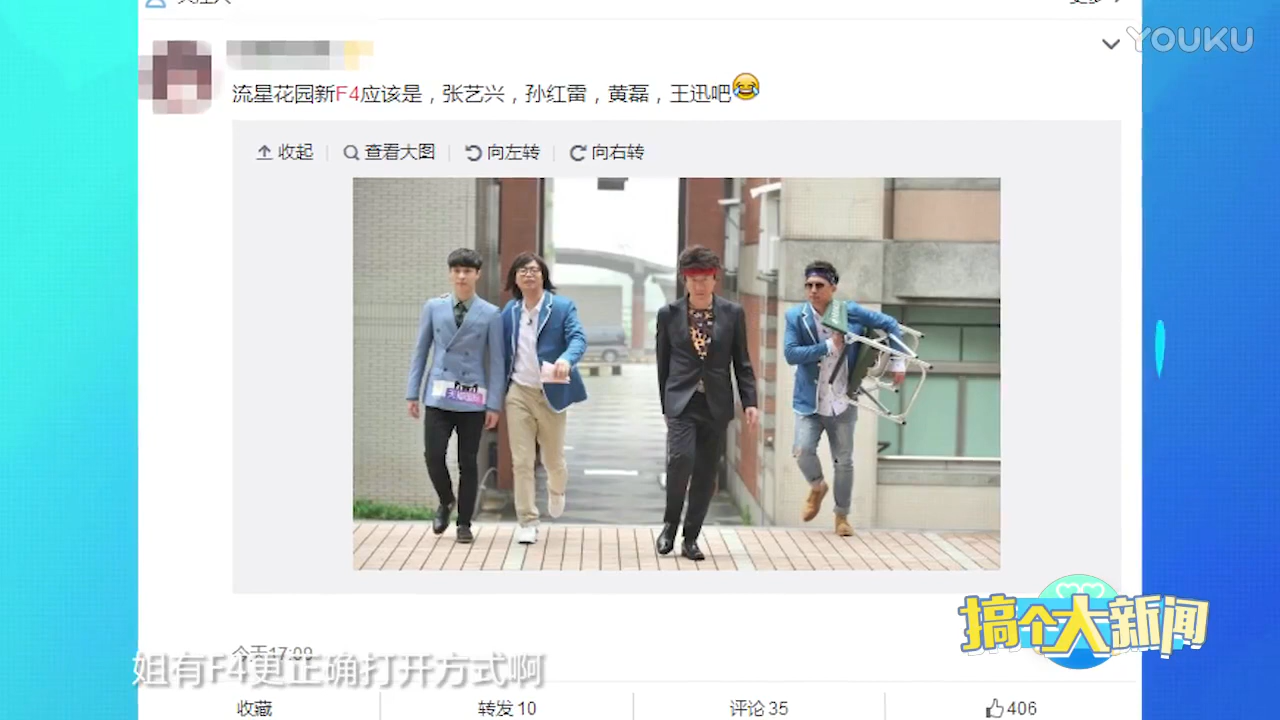 YOUKU
流星花园新F4应该是，张艺兴，孙红雷，黄磊，王迅吧
收起 查看大图 向左转 向右转
搞个大新闻
今天17:09
姐有F4更正确打开方式啊
收藏 转发 10 评论 35 406